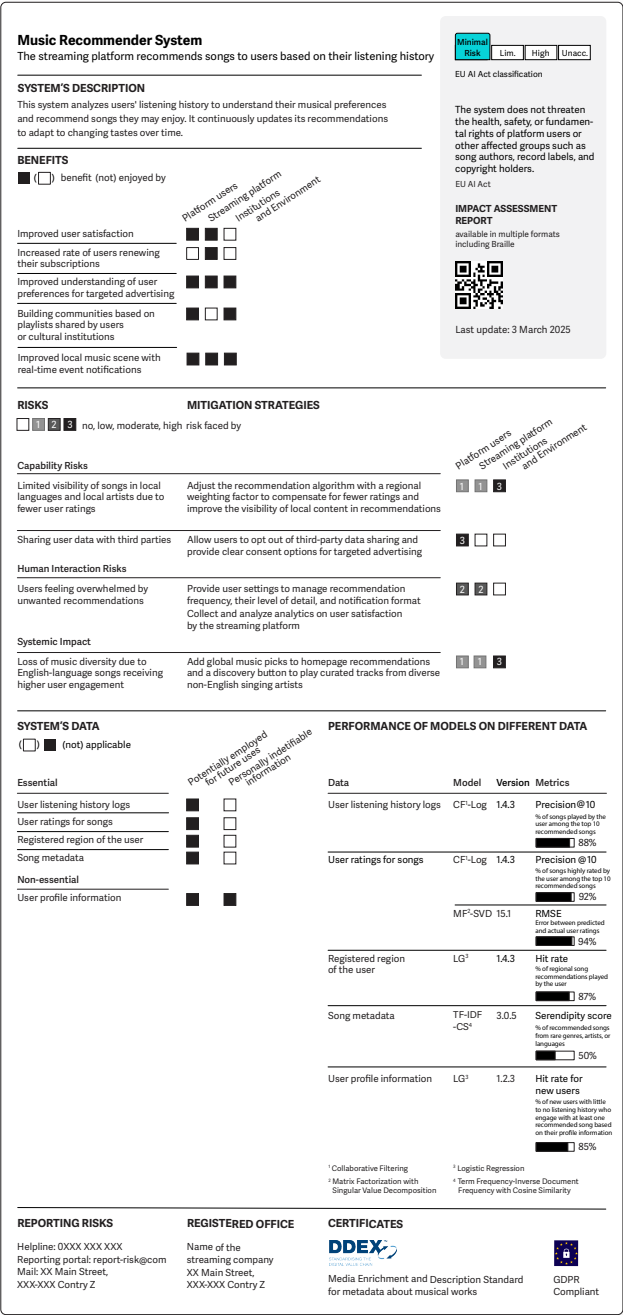 Music Recommender System
The streaming platform recommends songs to users based on their listening history
SYSTEM'S DESCRIPTION
This system analyzes users' listening history to understand their musical preferences
and recommend songs they may enjoy. It continuously updates its recommendations
to adapt to changing tastes over time.
BENEFITS
( ) benefit (not) enjoyed by
Platform users
Streaming platform
Institutions
and Environment
Improved user satisfaction
Increased rate of users renewing
their subscriptions
Improved understanding of user
preferences for targeted advertising
Building communities based on
playlists shared by users
or cultural institutions
Improved local music scene with
real-time event notifications
Minimal
Risk
Lim.
High
Unacc.
EU AI Act classification
The system does not threaten
the health, safety, or fundamen-
tal rights of platform users or
other affected groups such as
song authors, record labels, and
copyright holders.
EU AI Act
IMPACT ASSESSMENT
REPORT
available in multiple formats
including Braille
Last update: 3 March 2025
RISKS
MITIGATION STRATEGIES
1 2 3 no, low, moderate, high risk faced by
Platform users
Streaming platform
Institutions
and Environment
Capability Risks
Limited visibility of songs in local
languages and local artists due to
fewer user ratings
Adjust the recommendation algorithm with a regional
weighting factor to compensate for fewer ratings and
improve the visibility of local content in recommendations
1 1 3
Sharing user data with third parties
Allow users to opt out of third-party data sharing and
provide clear consent options for targeted advertising
3
Human Interaction Risks
Users feeling overwhelmed by
unwanted recommendations
Provide user settings to manage recommendation
frequency, their level of detail, and notification format
Collect and analyze analytics on user satisfaction
by the streaming platform
2 2
Systemic Impact
Loss of music diversity due to
English-language songs receiving
higher user engagement
Add global music picks to homepage recommendations
and a discovery button to play curated tracks from diverse
non-English singing artists
1 1 3
SYSTEM'S DATA
( ) (not) applicable
Potentially employed
for future uses
Personally indetifiable
information
Essential
User listening history logs
User ratings for songs
Registered region of the user
Song metadata
Non-essential
User profile information
PERFORMANCE OF MODELS ON DIFFERENT DATA
Data Model Version Metrics
User listening history logs CF¹-Log 1.4.3 Precision@10
% of songs played by the
user among the top 10
recommended songs
88%
User ratings for songs CF¹-Log 1.4.3 Precision @10
% of songs highly rated by
the user among the top 10
recommended songs
92%
MF²-SVD 15.1 RMSE
Error between predicted
and actual user ratings
94%
Registered region
of the user
LG³ 1.4.3 Hit rate
% of regional song
recommendations played
by the user
87%
Song metadata
TF-IDF
-CS⁴
3.0.5 Serendipity score
% of recommended songs
from rare genres, artists, or
languages
50%
User profile information LG³ 1.2.3 Hit rate for
new users
% of new users with little
to no listening history who
engage with at least one
recommended song based
on their profile information
85%
¹ Collaborative Filtering
² Logistic Regression
³ Matrix Factorization with
Singular Value Decomposition
⁴ Term Frequency-Inverse Document
Frequency with Cosine Similarity
REPORTING RISKS
Helpline: 0XXX XXX XXX
Reporting portal: report-risk@com
Mail: XX Main Street,
XXX-XXX Contry Z
REGISTERED OFFICE
Name of the
streaming company
XX Main Street,
XXX-XXX Contry Z
CERTIFICATES
DDEX
STANDARDISING THE
DIGITAL VALUE CHAIN
Media Enrichment and Description Standard
for metadata about musical works
GDPR
Compliant